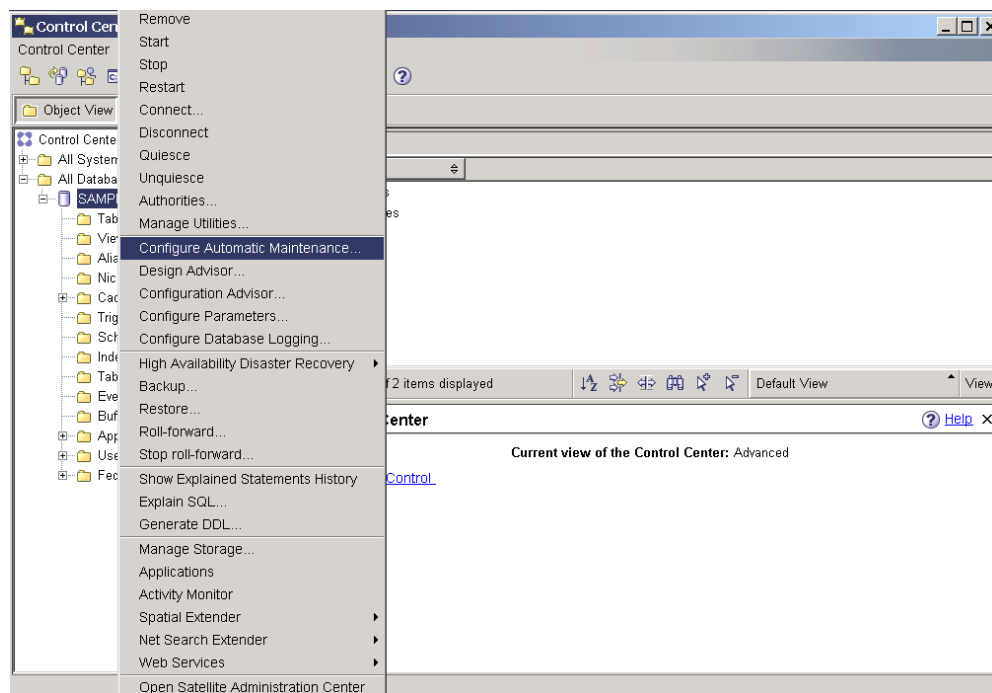 Control Cen
Control Center
Object View
Control Cente
All System
All Databa
SAMPL
Tab
Vie
Alia
Nic
Cac
Trig
Sch
Inde
Tab
Eve
Buf
App
Use
Fed
Remove
Start
Stop
Restart
Connect...
Disconnect
Quiesce
Unquiesce
Authorities...
Manage Utilities...
Configure Automatic Maintenance...
Design Advisor...
Configuration Advisor...
Configure Parameters...
Configure Database Logging...
High Availability Disaster Recovery
Backup...
Restore...
Roll-forward...
Stop roll-forward...
Show Explained Statements History
Explain SQL...
Generate DDL...
Manage Storage...
Applications
Activity Monitor
Spatial Extender
Net Search Extender
Web Services
Open Satellite Administration Center
es
f 2 items displayed
Default View
View
Center
Help
Current view of the Control Center: Advanced
Control